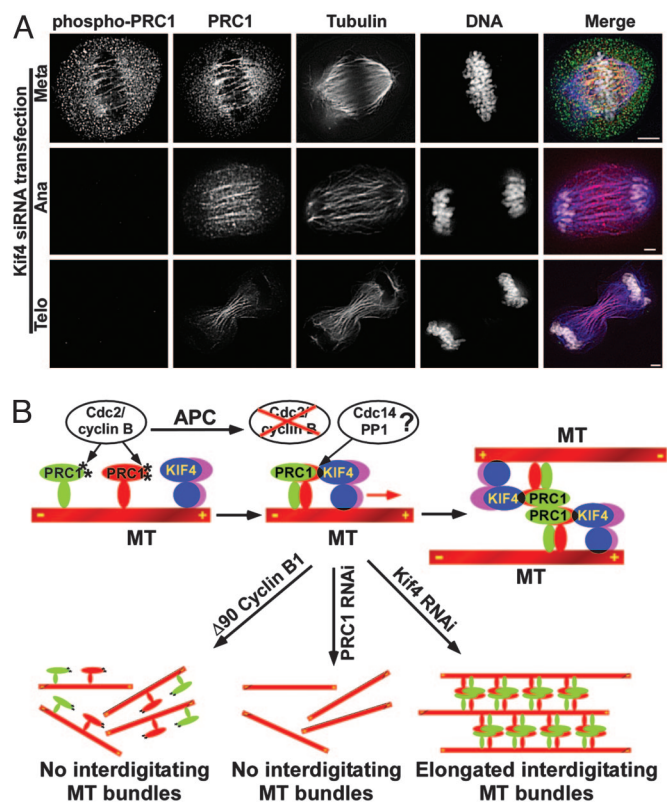 A
phospho-PRC1 PRC1 Tubulin DNA Merge
Kif4 siRNA transfection
Meta
Ana
Telo
B
Cdc2/
cyclin B
APC
Cdc2/
cyclin B
Cdc14
PP1 ?
PRC1** PRC1** KIF4
- +
MT
PRC1 KIF4
- +
MT
MT
+ -
KIF4 PRC1
PRC1 KIF4
- +
MT
Δ90 Cyclin B1
PRC1 RNAi
Kif4 RNAi
No interdigitating
MT bundles
No interdigitating
MT bundles
Elongated interdigitating
MT bundles